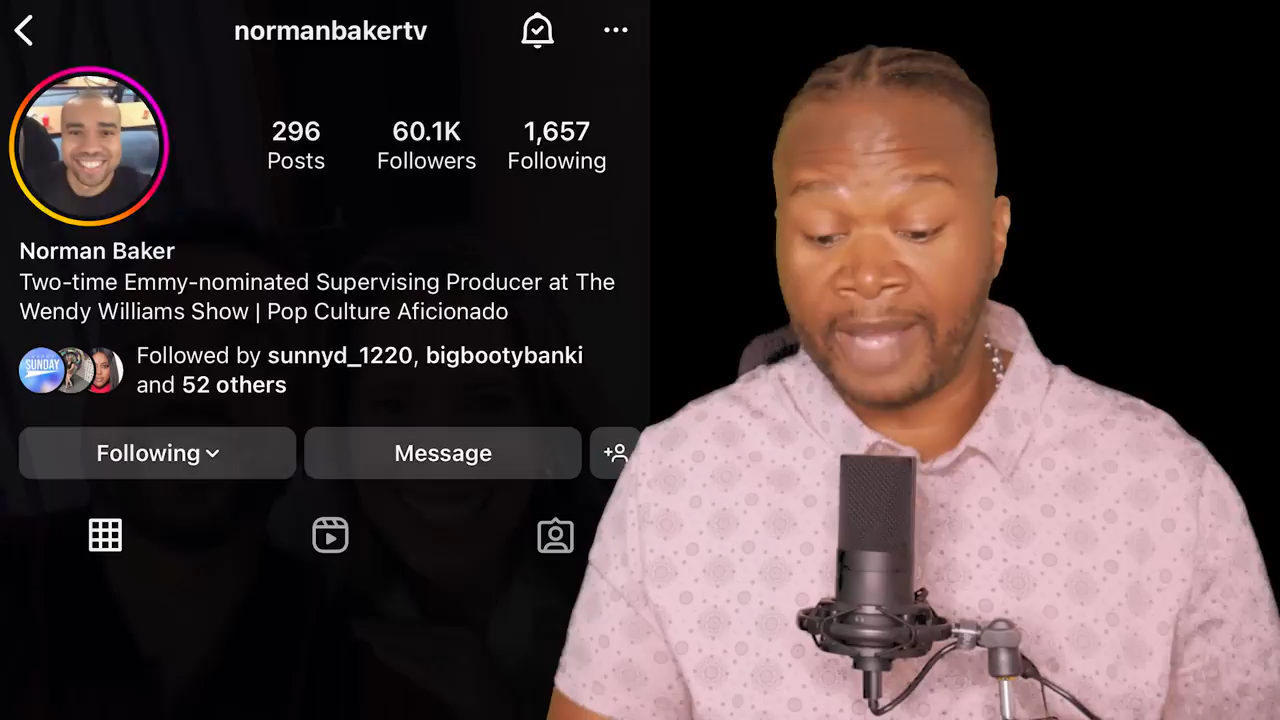 normanbakertv
296
Posts
60.1K
Followers
1,657
Following
Norman Baker
Two-time Emmy-nominated Supervising Producer at The
Wendy Williams Show | Pop Culture Aficionado
SUNDAY
Followed by sunnyd_1220, bigbootybanki
and 52 others
Following
Message